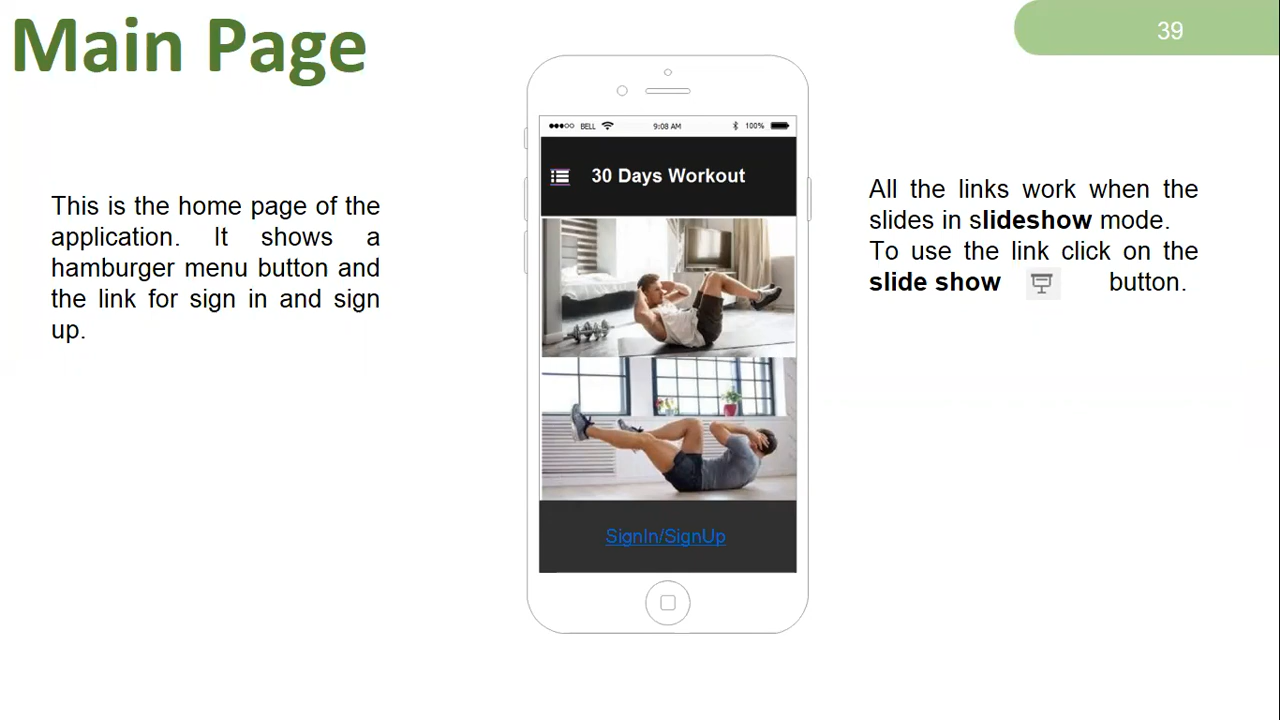 Main Page
39
BELL 9:08 AM 100%
30 Days Workout
This is the home page of the
application. It shows a
hamburger menu button and
the link for sign in and sign
up.
All the links work when the
slides in slideshow mode.
To use the link click on the
slide show button.
SignIn/SignUp